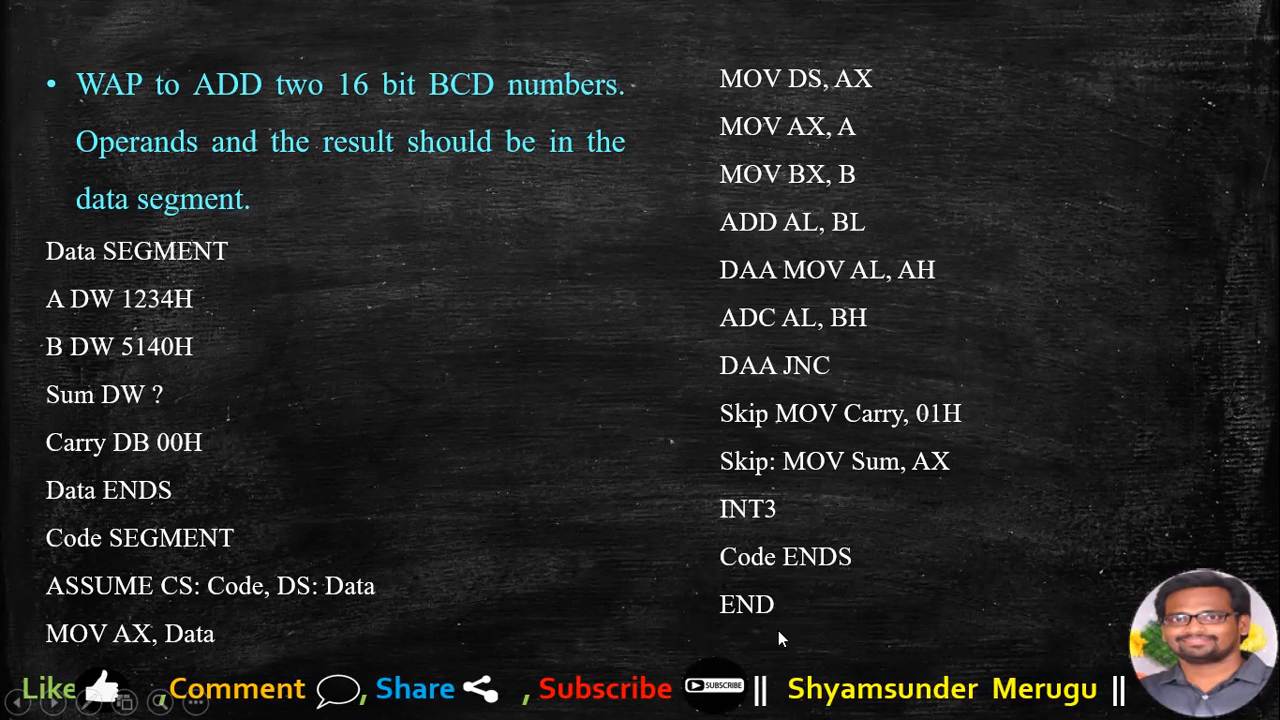 • WAP to ADD two 16 bit BCD numbers.
Operands and the result should be in the
data segment.
Data SEGMENT
A DW 1234H
B DW 5140H
Sum DW ?
Carry DB 00H
Data ENDS
Code SEGMENT
ASSUME CS: Code, DS: Data
MOV AX, Data
MOV DS, AX
MOV AX, A
MOV BX, B
ADD AL, BL
DAA MOV AL, AH
ADC AL, BH
DAA JNC
Skip MOV Carry, 01H
Skip: MOV Sum, AX
INT3
Code ENDS
END
Like , Comment , Share , Subscribe SUBSCRIBE || Shyamsunder Merugu ||